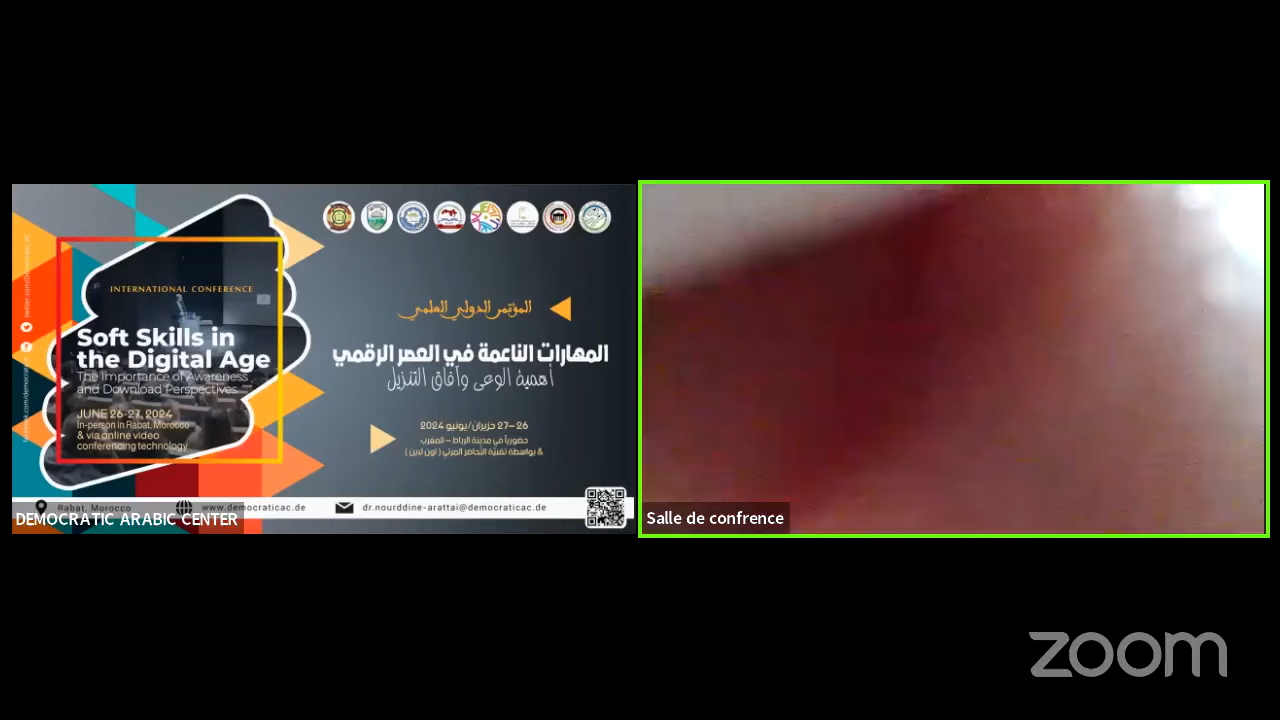 INTERNATIONAL CONFERENCE
Soft Skills in
the Digital Age
The Importance of Awareness
and Download Perspectives
JUNE 26-27, 2024
In-person in Rabat, Morocco
& via online video
conferencing technology
المؤتمر الدولي العلمي
المهارات الناعمة في العصر الرقمي
أهمية الوعي وآفاق التنزيل
26–27 حزيران/يونيو 2024
حضورياً في مدينة الرباط – المغرب
& بواسطة تقنية التحاضر المرئي ( اون لاين )
Rabat, Morocco
www.democraticac.de
dr.nourddine-arattai@democraticac.de
DEMOCRATIC ARABIC CENTER
Salle de confrence
zoom